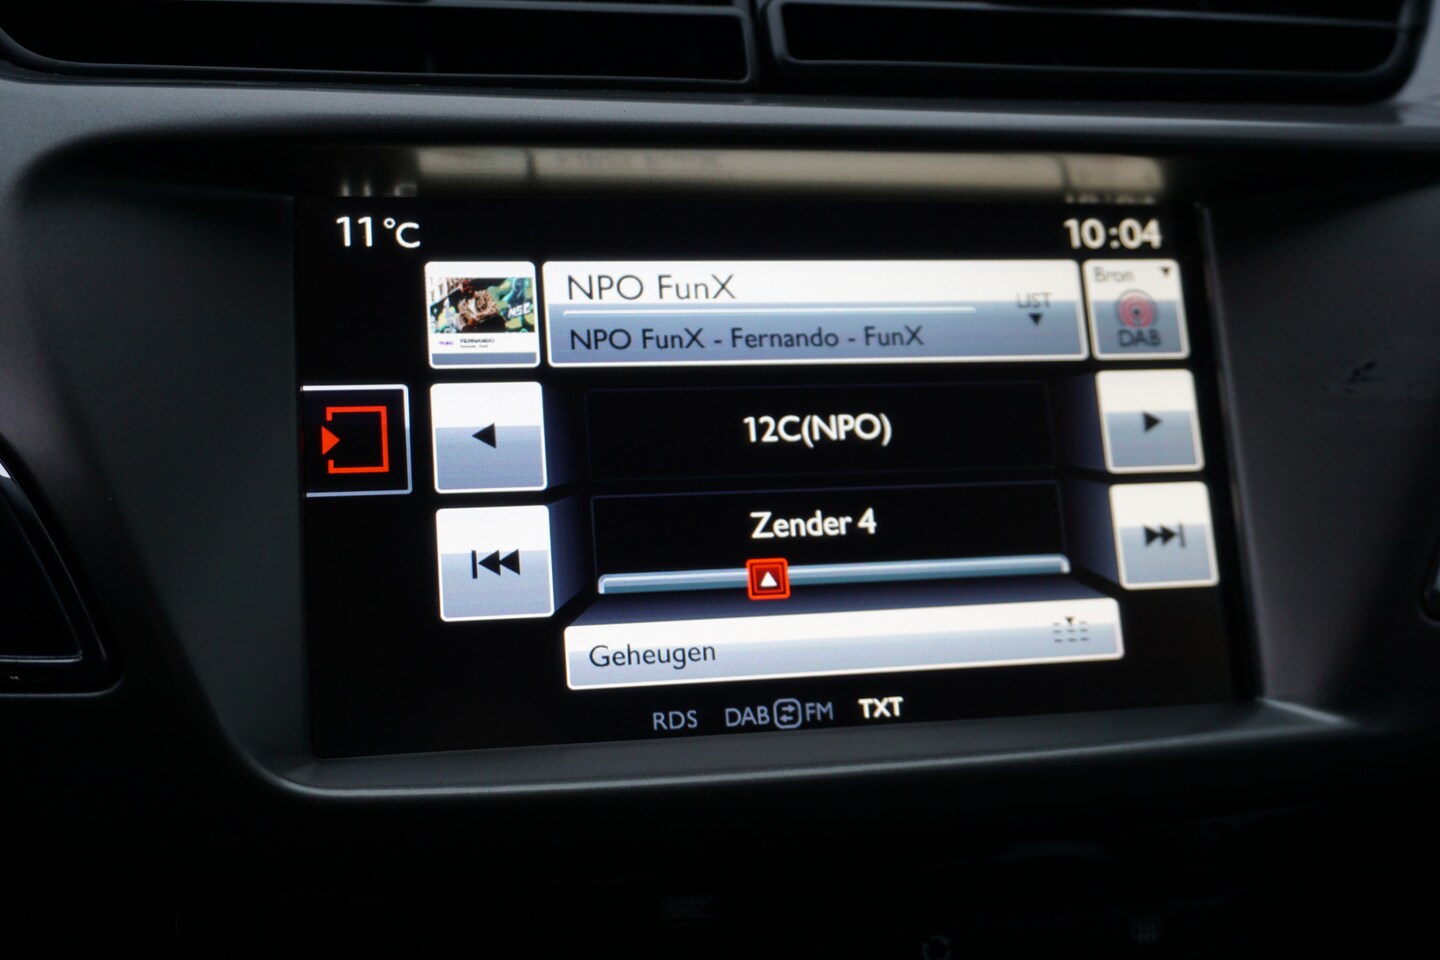 11°C
10:04
NPO FunX
LIST
Bron
NPO FunX - Fernando - FunX
DAB
FERNANDO
12C(NPO)
Zender 4
Geheugen
RDS DAB FM TXT